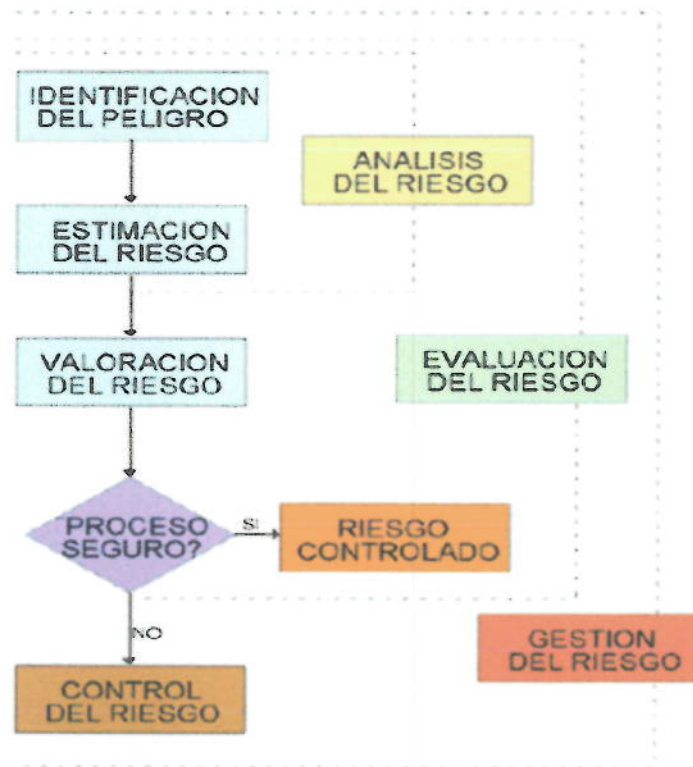 IDENTIFICACION
DEL PELIGRO
ANALISIS
DEL RIESGO
ESTIMACION
DEL RIESGO
VALORACION
DEL RIESGO
EVALUACION
DEL RIESGO
PROCESO
SEGURO?
SI
RIESGO
CONTROLADO
NO
GESTION
DEL RIESGO
CONTROL
DEL RIESGO